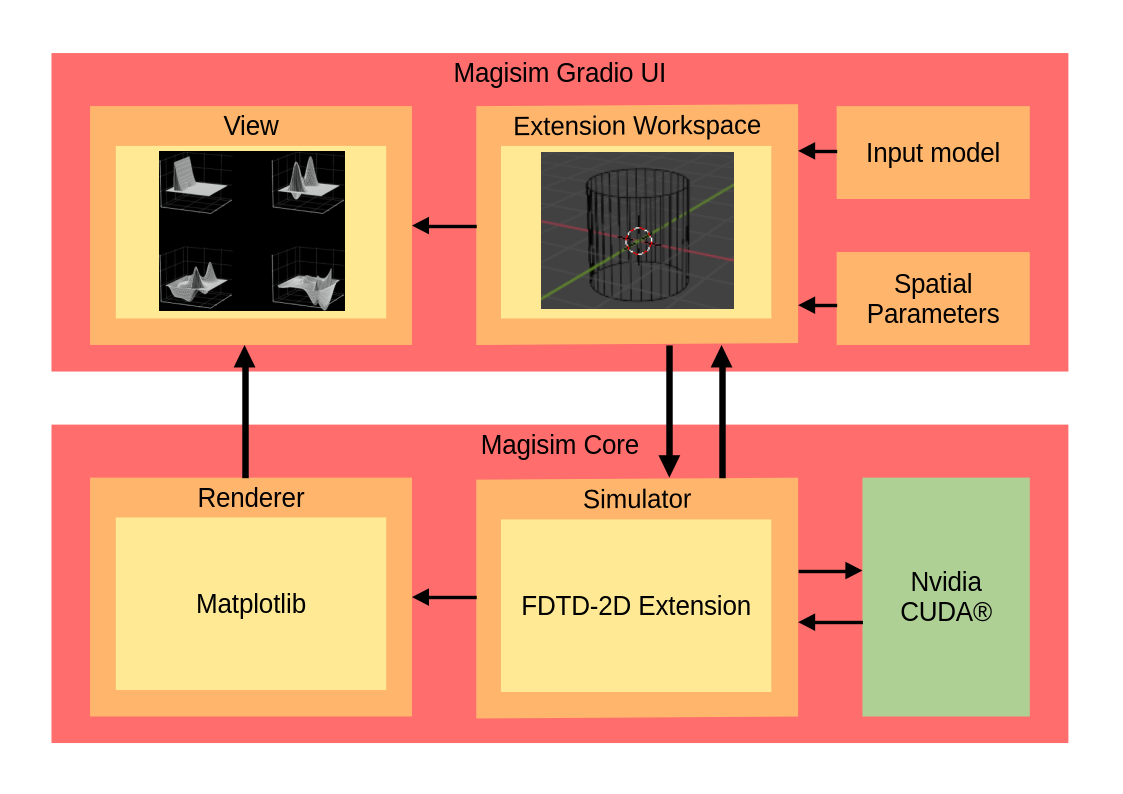 Magisim Gradio UI
View
Extension Workspace
Input model
Spatial
Parameters
Magisim Core
Renderer
Matplotlib
Simulator
FDTD-2D Extension
Nvidia
CUDA®